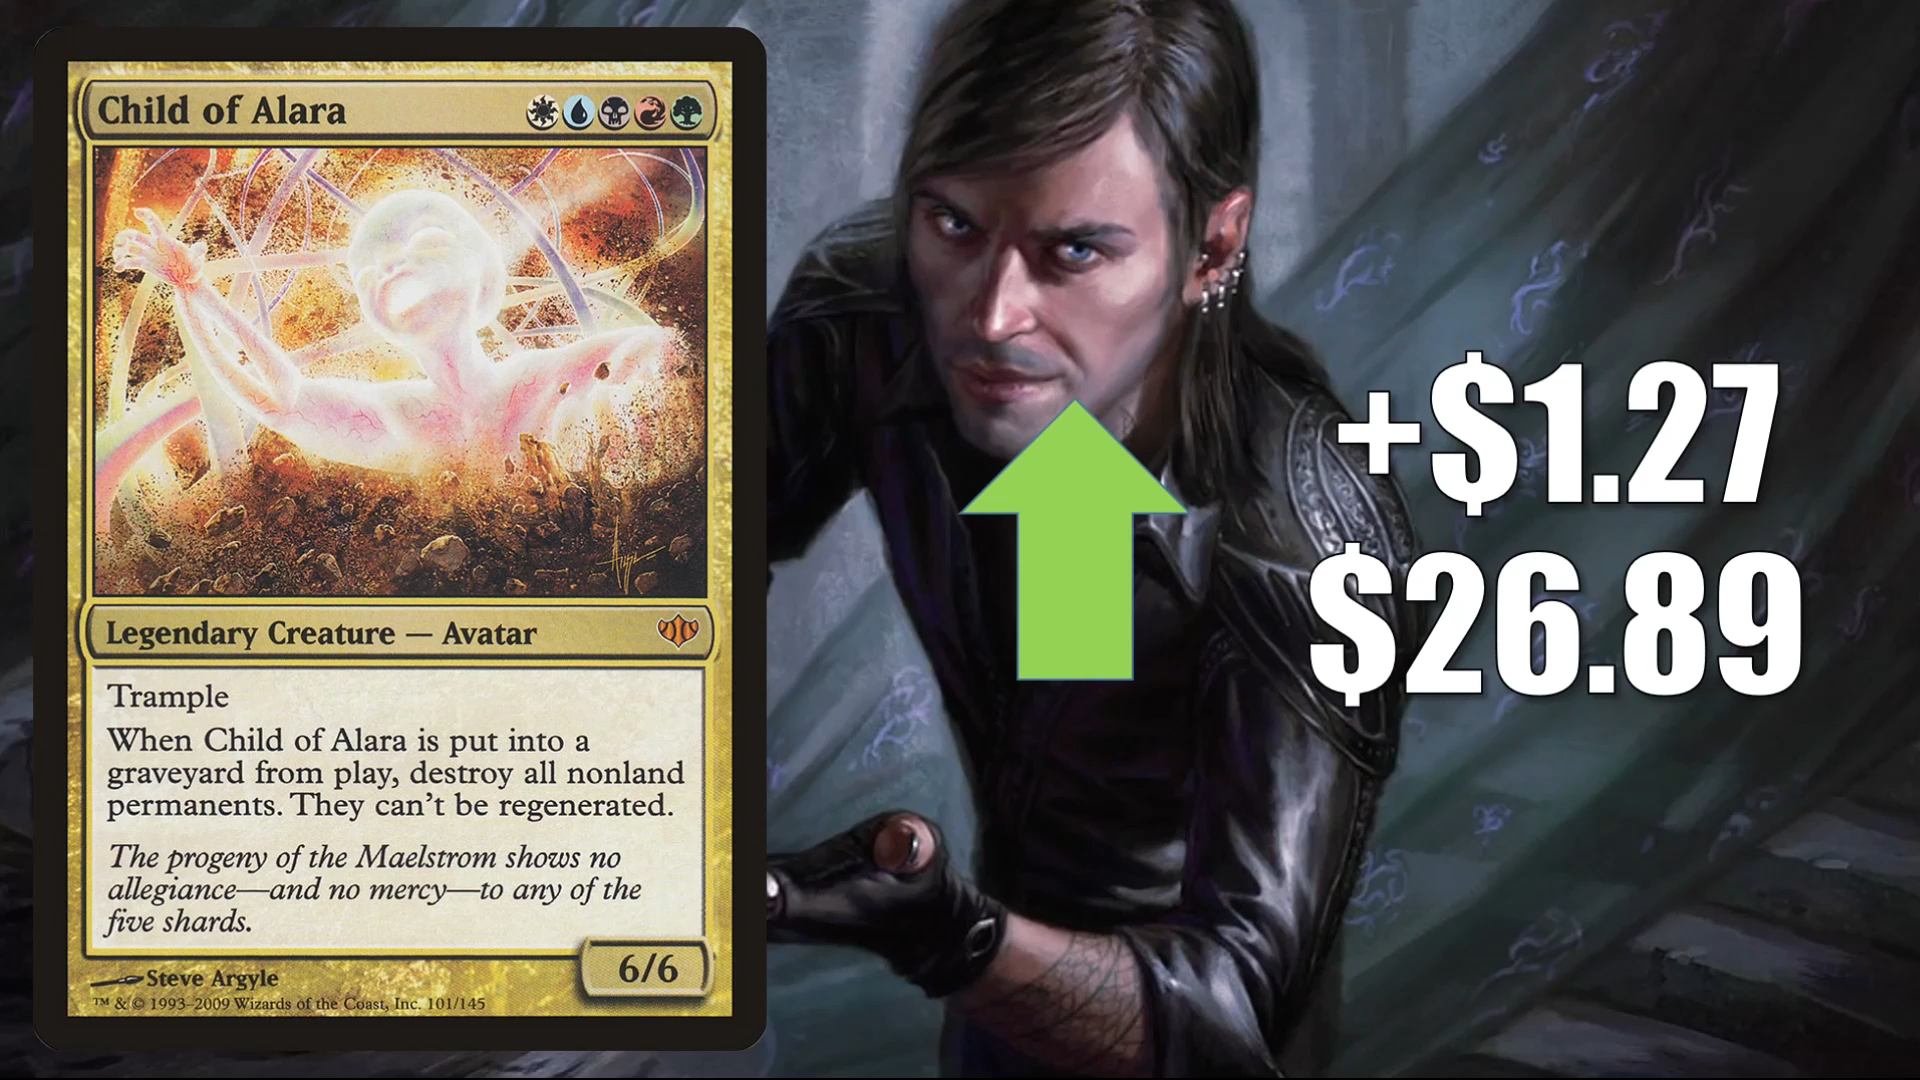 Child of Alara
Legendary Creature — Avatar
Trample
When Child of Alara is put into a
graveyard from play, destroy all nonland
permanents. They can't be regenerated.
The progeny of the Maelstrom shows no
allegiance—and no mercy—to any of the
five shards.
6/6
Steve Argyle
™ & © 1993–2009 Wizards of the Coast, Inc. 101/145
+$1.27
$26.89